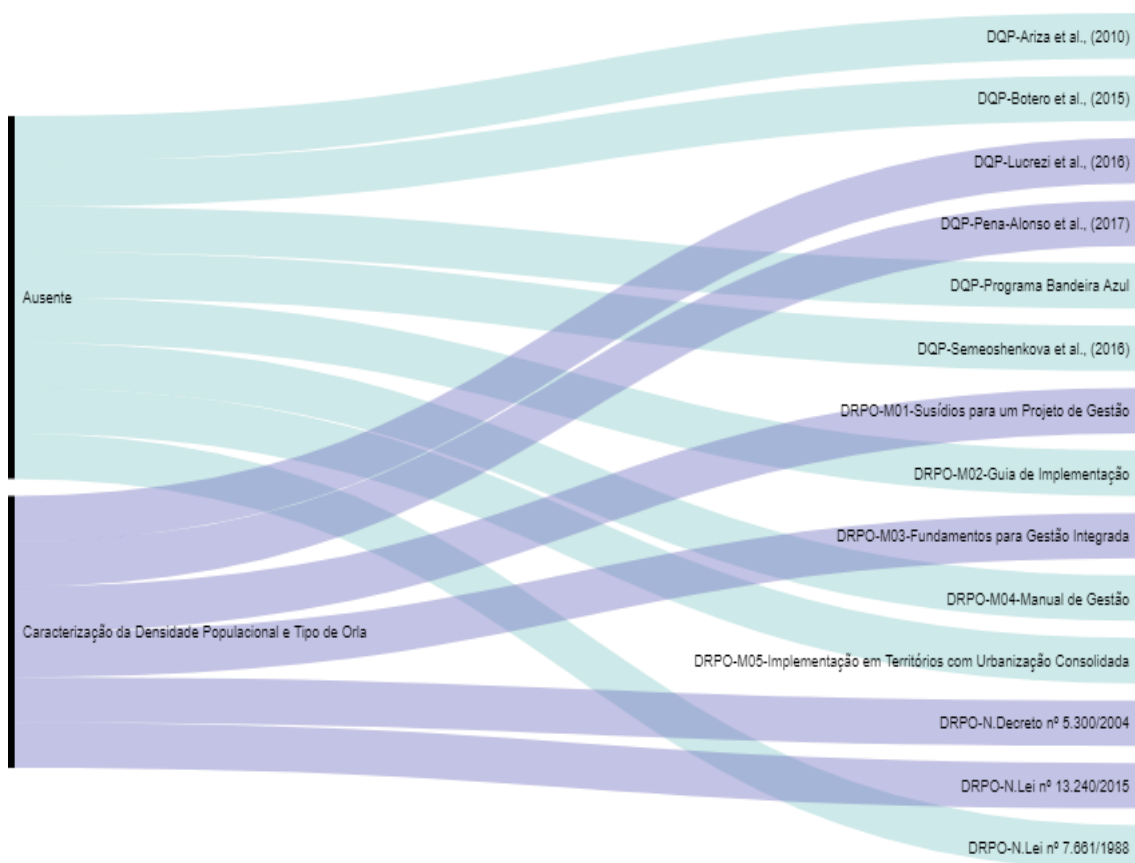 DQP-Ariza et al., (2010)
DQP-Botero et al., (2015)
DQP-Lucrezi et al., (2016)
DQP-Pena-Alonso et al., (2017)
DQP-Programa Bandeira Azul
Ausente
DQP-Semeoshenkova et al., (2016)
DRPO-M01-Susídios para um Projeto de Gestão
DRPO-M02-Guia de Implementação
DRPO-M03-Fundamentos para Gestão Integrada
DRPO-M04-Manual de Gestão
Caracterização da Densidade Populacional e Tipo de Orla
DRPO-M05-Implementação em Territórios com Urbanização Consolidada
DRPO-N.Decreto nº 5.300/2004
DRPO-N.Lei nº 13.240/2015
DRPO-N.Lei nº 7.661/1988